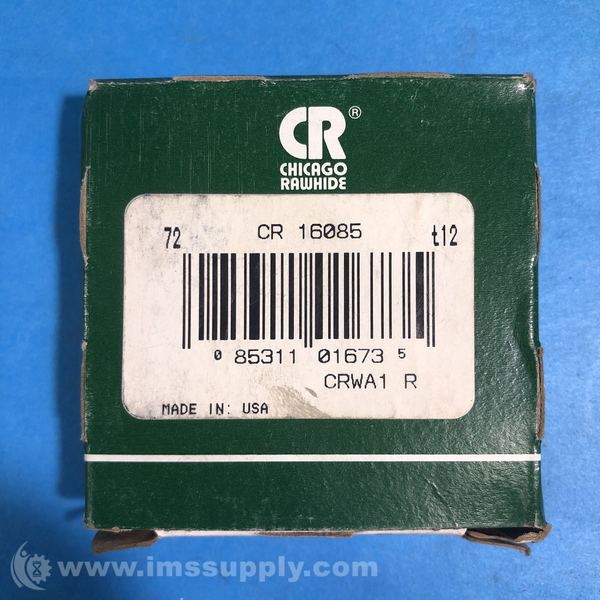 CR®
CHICAGO
RAWHIDE
72 CR 16085 t12
0 85311 01673 5
CRWA1 R
MADE IN: USA
www.imssupply.com